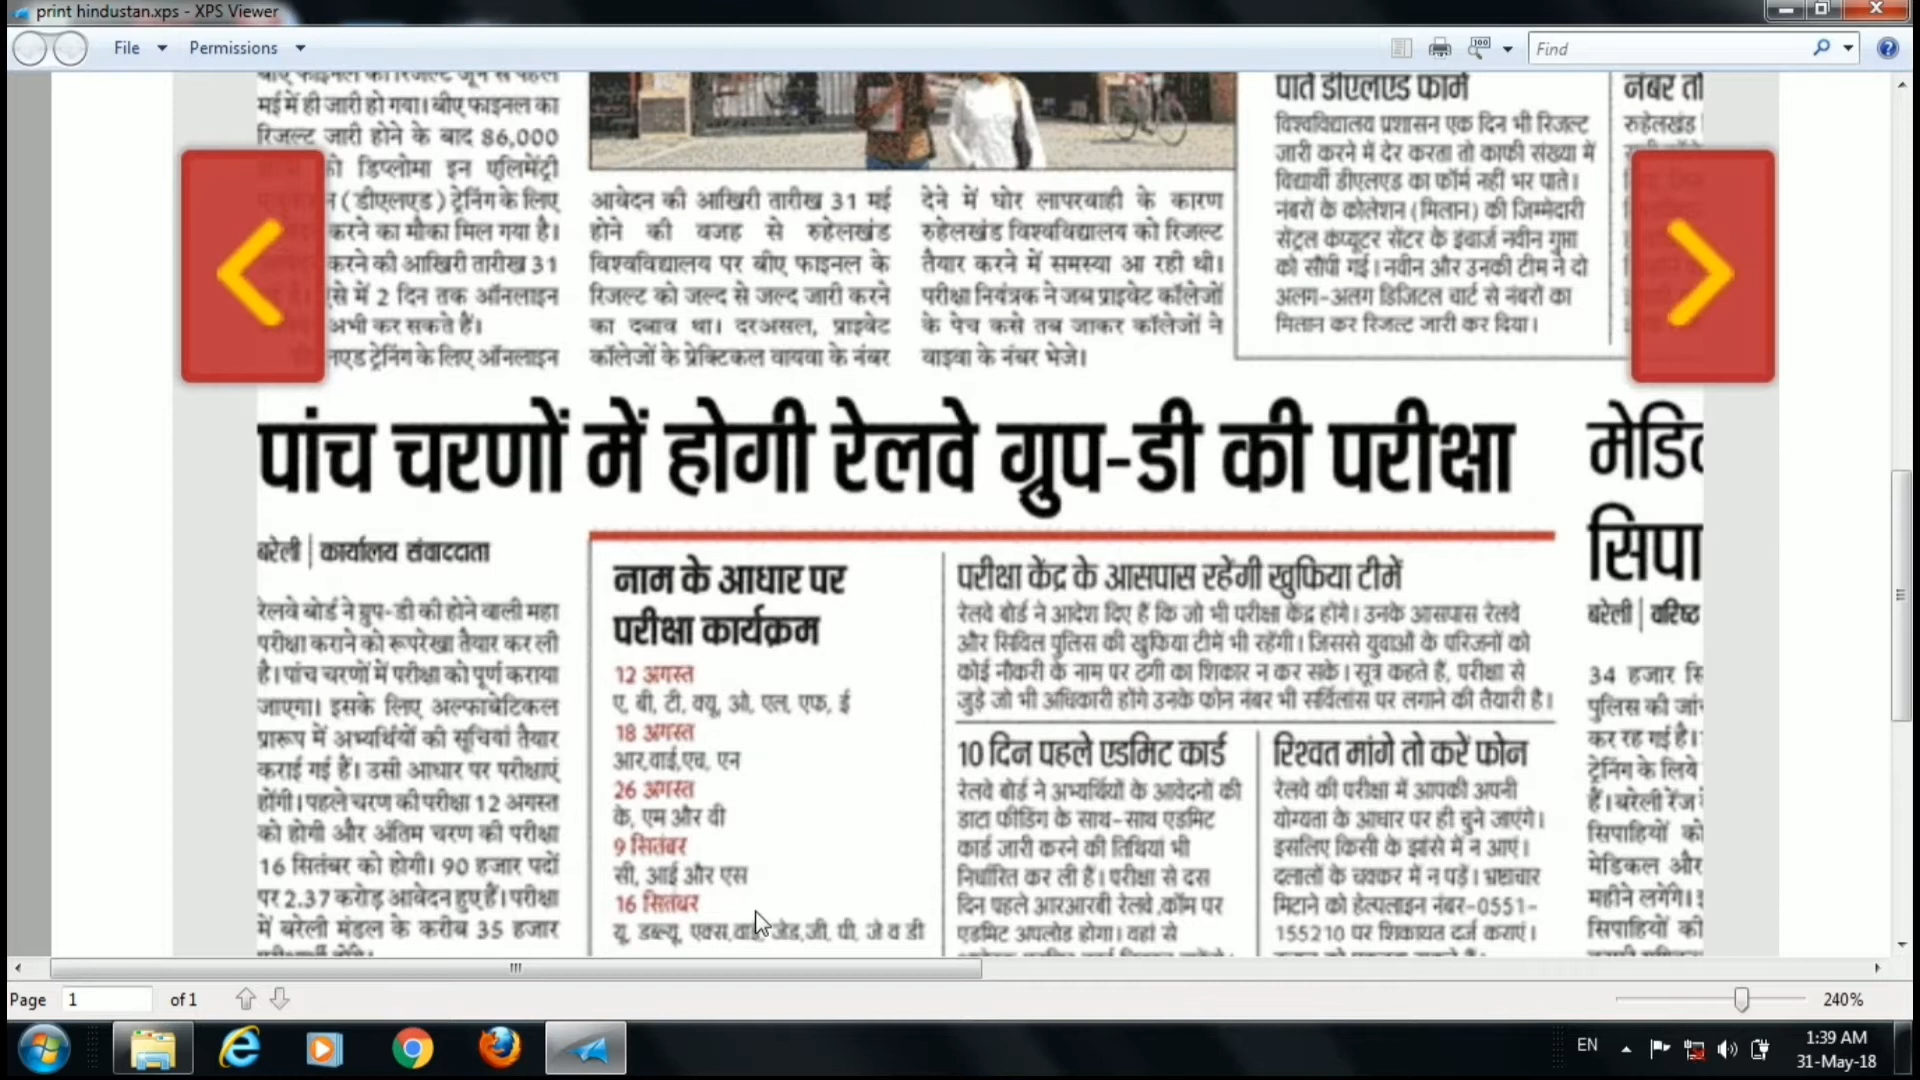 print hindustan.xps - XPS Viewer
File Permissions Find
मई में ही जारी हो गया। बीए फाइनल का
रिजल्ट जारी होने के बाद 86,000
डिप्लोमा इन एलिमेंट्री
(डीएलएड) ट्रेनिंग के लिए
करने का मौका मिल गया है।
करने की आखिरी तारीख 31
2 दिन तक ऑनलाइन
अभी कर सकते हैं।
ट्रेनिंग के लिए ऑनलाइन
आवेदन की आखिरी तारीख 31 मई
होने की वजह से रुहेलखंड
विश्वविद्यालय पर बीए फाइनल के
रिजल्ट को जल्द से जल्द जारी करने
का दबाव था। दरअसल, प्राइवेट
कॉलेजों के प्रेक्टिकल वायवा के नंबर
देने में घोर लापरवाही के कारण
रुहेलखंड विश्वविद्यालय को रिजल्ट
तैयार करने में समस्या आ रही थी।
परीक्षा नियंत्रक ने जब प्राइवेट कॉलेजों
के पेच कसे तब जाकर कॉलेजों ने
वाइवा के नंबर भेजे।
पाते डीएलएड फार्म
विश्वविद्यालय प्रशासन एक दिन भी रिजल्ट
जारी करने में देर करता तो काफी संख्या में
विद्यार्थी डीएलएड का फॉर्म नहीं भर पाते।
नंबरों के कोलेशन (मिलान) की जिम्मेदारी
सेंट्रल कंप्यूटर सेंटर के इंचार्ज नवीन गुप्ता
को सौंपी गई। नवीन और उनकी टीम ने दो
अलग-अलग डिजिटल चार्ट से नंबरों का
मिलान कर रिजल्ट जारी कर दिया।
नंबर तो
रुहेलखंड
पांच चरणों में होगी रेलवे ग्रुप-डी की परीक्षा
बरेली | कार्यालय संवाददाता
रेलवे बोर्ड ने ग्रुप-डी की होने वाली महा
परीक्षा कराने को रूपरेखा तैयार कर ली
है। पांच चरणों में परीक्षा को पूर्ण कराया
जाएगा। इसके लिए अल्फाबेटिकल
प्रारूप में अभ्यर्थियों की सूचियां तैयार
कराई गई हैं। उसी आधार पर परीक्षाएं
होंगी। पहले चरण की परीक्षा 12 अगस्त
को होगी और अंतिम चरण की परीक्षा
16 सितंबर को होगी। 90 हजार पदों
पर 2.37 करोड़ आवेदन हुए हैं। परीक्षा
में बरेली मंडल के करीब 35 हजार
नाम के आधार पर
परीक्षा कार्यक्रम
12 अगस्त
ए, बी, टी, क्यू, ओ, एल, एफ, ई
18 अगस्त
आर,वाई,एच, एन
26 अगस्त
के, एम और वी
9 सितंबर
सी, आई और एस
16 सितंबर
यू, डब्ल्यू, एक्स, जेड,जी, पी, जे व डी
परीक्षा केंद्र के आसपास रहेंगी खुफिया टीमें
रेलवे बोर्ड ने आदेश दिए हैं कि जो भी परीक्षा केंद्र होंगे। उनके आसपास रेलवे
और सिविल पुलिस की खुफिया टीमें भी रहेंगी। जिससे युवाओं के परिजनों को
कोई नौकरी के नाम पर ठगी का शिकार न कर सके। सूत्र कहते हैं, परीक्षा से
जुड़े जो भी अधिकारी होंगे उनके फोन नंबर भी सर्विलांस पर लगाने की तैयारी है।
10 दिन पहले एडमिट कार्ड
रेलवे बोर्ड ने अभ्यर्थियों के आवेदनों की
डाटा फीडिंग के साथ-साथ एडमिट
कार्ड जारी करने की तिथियां भी
निर्धारित कर ली हैं। परीक्षा से दस
दिन पहले आरआरबी रेलवे.कॉम पर
एडमिट अपलोड होगा। वहां से
रिश्वत मांगे तो करें फोन
रेलवे की परीक्षा में आपकी अपनी
योग्यता के आधार पर ही चुने जाएंगे।
इसलिए किसी के झांसे में न आएं।
दलालों के चक्कर में न पड़ें। भ्रष्टाचार
मिटाने को हेल्पलाइन नंबर-0551-
155210 पर शिकायत दर्ज कराएं।
सिपा
बरेली | वरिष्ठ
34 हजार
पुलिस की
कर रह गई है।
ट्रेनिंग के लिये
हैं। बरेली रेंज
सिपाहियों को
मेडिकल और
महीने लगेंगे।
सिपाहियों की
Page 1 of 1 240%
EN 1:39 AM
31-May-18